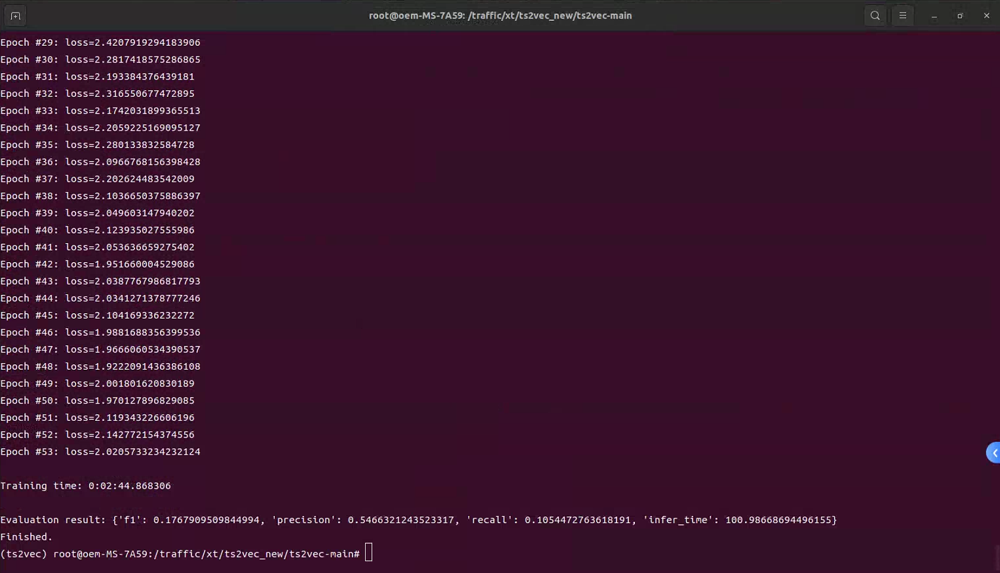 root@oem-MS-7A59: /traffic/xt/ts2vec_new/ts2vec-main
Epoch #29: loss=2.4207919294183906
Epoch #30: loss=2.2817418575286865
Epoch #31: loss=2.193384376439181
Epoch #32: loss=2.316550677472895
Epoch #33: loss=2.1742031899365513
Epoch #34: loss=2.2059225169095127
Epoch #35: loss=2.280133832584728
Epoch #36: loss=2.0966768156398428
Epoch #37: loss=2.202624483542009
Epoch #38: loss=2.1036650375886397
Epoch #39: loss=2.049603147940202
Epoch #40: loss=2.123935027555986
Epoch #41: loss=2.053636659275402
Epoch #42: loss=1.951660004529086
Epoch #43: loss=2.0387767986817793
Epoch #44: loss=2.0341271378777246
Epoch #45: loss=2.104169336232272
Epoch #46: loss=1.9881688356399536
Epoch #47: loss=1.9666060534390537
Epoch #48: loss=1.9222091436386108
Epoch #49: loss=2.001801620830189
Epoch #50: loss=1.970127896829085
Epoch #51: loss=2.119343226606196
Epoch #52: loss=2.142772154374556
Epoch #53: loss=2.0205733234232124
Training time: 0:02:44.868306
Evaluation result: {'f1': 0.1767909509844994, 'precision': 0.5466321243523317, 'recall': 0.1054472763618191, 'infer_time': 100.98668694496155}
Finished.
(ts2vec) root@oem-MS-7A59:/traffic/xt/ts2vec_new/ts2vec-main#